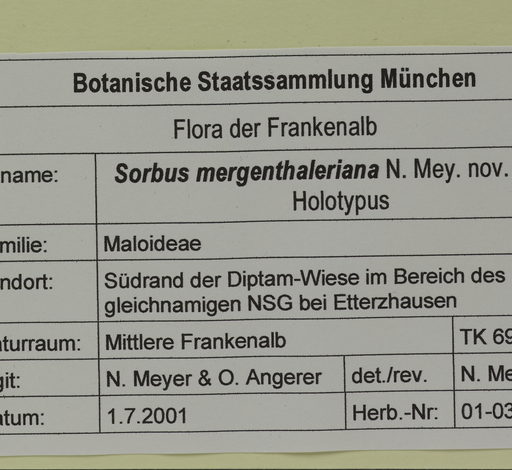 Botanische Staatssammlung München
Flora der Frankenalb
name: Sorbus mergenthaleriana N. Mey. nov.
Holotypus
milie: Maloideae
ndort: Südrand der Diptam-Wiese im Bereich des
gleichnamigen NSG bei Etterzhausen
aturraum: Mittlere Frankenalb TK 69
git: N. Meyer & O. Angerer det./rev. N. Me
atum: 1.7.2001 Herb.-Nr: 01-03